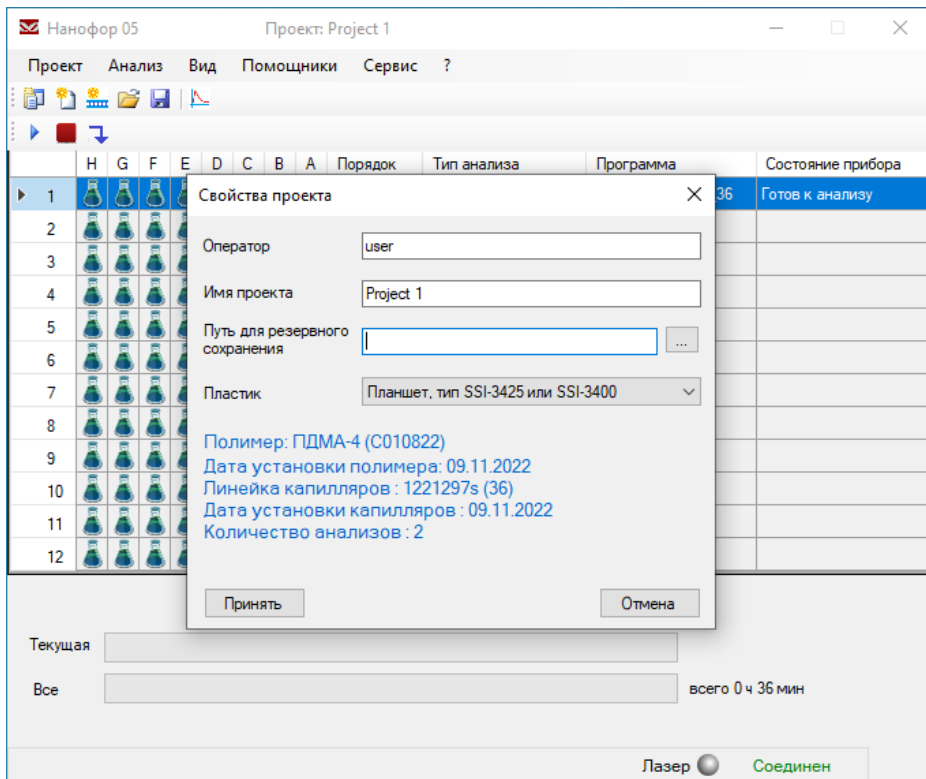 Нанофор 05
Проект: Project 1
Проект Анализ Вид Помощники Сервис ?
H G F E D C B A Порядок Тип анализа Программа Состояние прибора
1 36 Готов к анализу
Свойства проекта
2
Оператор user
3
4 Имя проекта Project 1
5 Путь для резервного
сохранения ...
6
7 Пластик Планшет, тип SSI-3425 или SSI-3400
8
Полимер: ПДМА-4 (C010822)
9 Дата установки полимера: 09.11.2022
10 Линейка капилляров : 1221297s (36)
Дата установки капилляров : 09.11.2022
11 Количество анализов : 2
12
Принять Отмена
Текущая
Все всего 0 ч 36 мин
Лазер Соединен